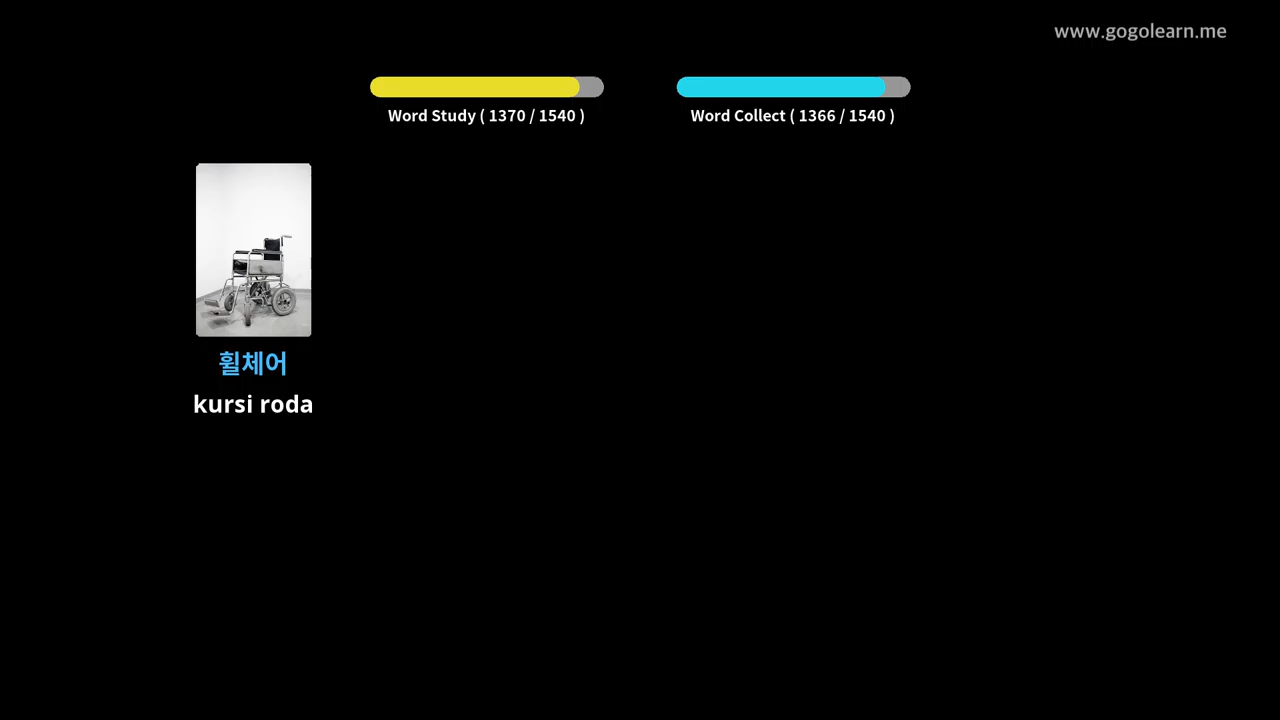 www.gogolearn.me
Word Study ( 1370 / 1540 )
Word Collect ( 1366 / 1540 )
휠체어
kursi roda